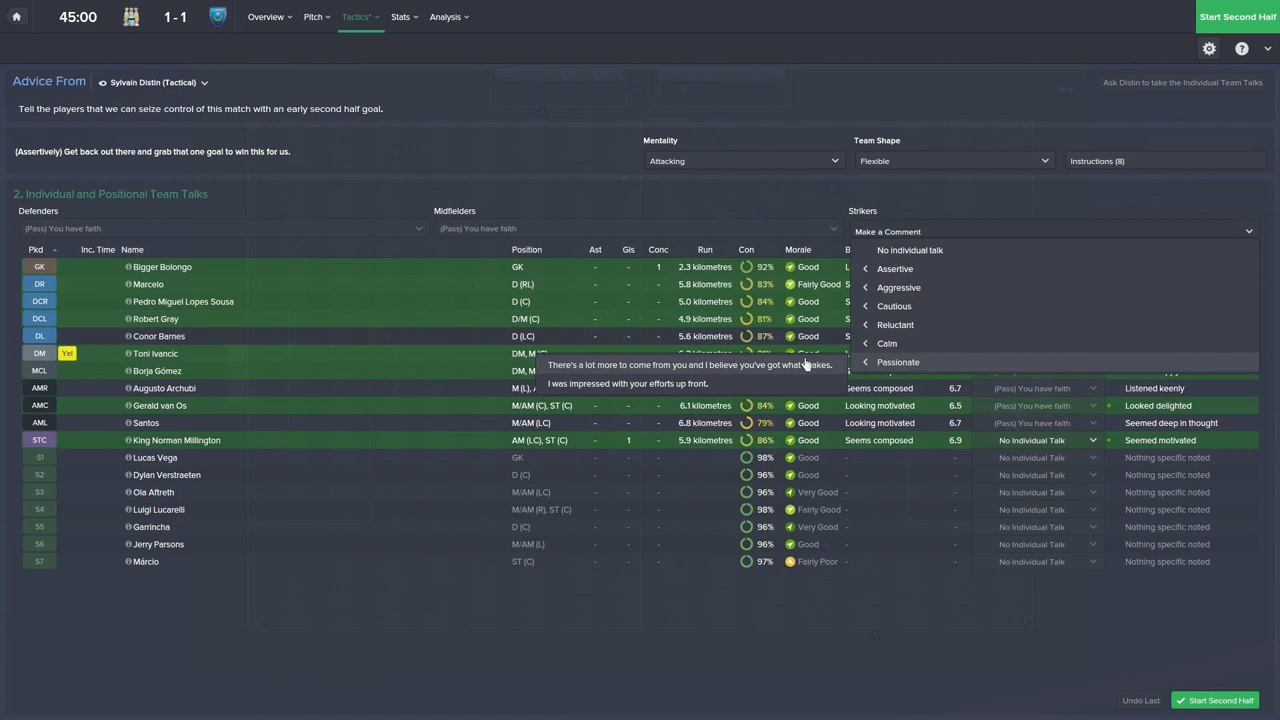 45:00 1 - 1 Overview Pitch Tactics* Stats Analysis Start Second Half
?
Advice From Sylvain Distin (Tactical) Ask Distin to take the Individual Team Talks
Tell the players that we can seize control of this match with an early second half goal.
Mentality Team Shape
(Assertively) Get back out there and grab that one goal to win this for us.
Attacking Flexible Instructions (8)
2. Individual and Positional Team Talks
Defenders Midfielders Strikers
(Pass) You have faith (Pass) You have faith Make a Comment
Pkd Inc. Time Name Position Ast Gls Conc Run Con Morale
No individual talk
Assertive
Aggressive
Cautious
Reluctant
Calm
Passionate
GK Bigger Bolongo GK - - 1 2.3 kilometres 92% Good
DR Marcelo D (RL) - - - 5.8 kilometres 83% Fairly Good
DCR Pedro Miguel Lopes Sousa D (C) - - - 5.0 kilometres 84% Good
DCL Robert Gray D/M (C) - - - 4.9 kilometres 81% Good
DL Conor Barnes D (LC) - - - 5.6 kilometres 87% Good
DM Yel Toni Ivancic DM,
There's a lot more to come from you and I believe you've got what
I was impressed with your efforts up front.
MCL Borja Gómez DM,
AMR Augusto Archubi M (L), Good Seems composed 6.7 (Pass) You have faith Listened keenly
AMC Gerald van Os M/AM (C), ST (C) - - - 6.1 kilometres 84% Good Looking motivated 6.5 (Pass) You have faith Looked delighted
AML Santos M/AM (LC) - - - 6.8 kilometres 79% Good Looking motivated 6.7 (Pass) You have faith Seemed deep in thought
STC King Norman Millington AM (LC), ST (C) - 1 - 5.9 kilometres 86% Good Seems composed 6.9 No Individual Talk Seemed motivated
S1 Lucas Vega GK - - - - 98% Good - - No Individual Talk Nothing specific noted
S2 Dylan Verstraeten D (C) - - - - 96% Good - - No Individual Talk Nothing specific noted
S3 Ola Aftreth M/AM (LC) - - - - 96% Very Good - - No Individual Talk Nothing specific noted
S4 Luigi Lucarelli M/AM (R), ST (C) - - - - 98% Fairly Good - - No Individual Talk Nothing specific noted
S5 Garrincha D (C) - - - - 96% Very Good - - No Individual Talk Nothing specific noted
S6 Jerry Parsons M/AM (L) - - - - 96% Good - - No Individual Talk Nothing specific noted
S7 Márcio ST (C) - - - - 97% Fairly Poor - - No Individual Talk Nothing specific noted
Undo Last Start Second Half